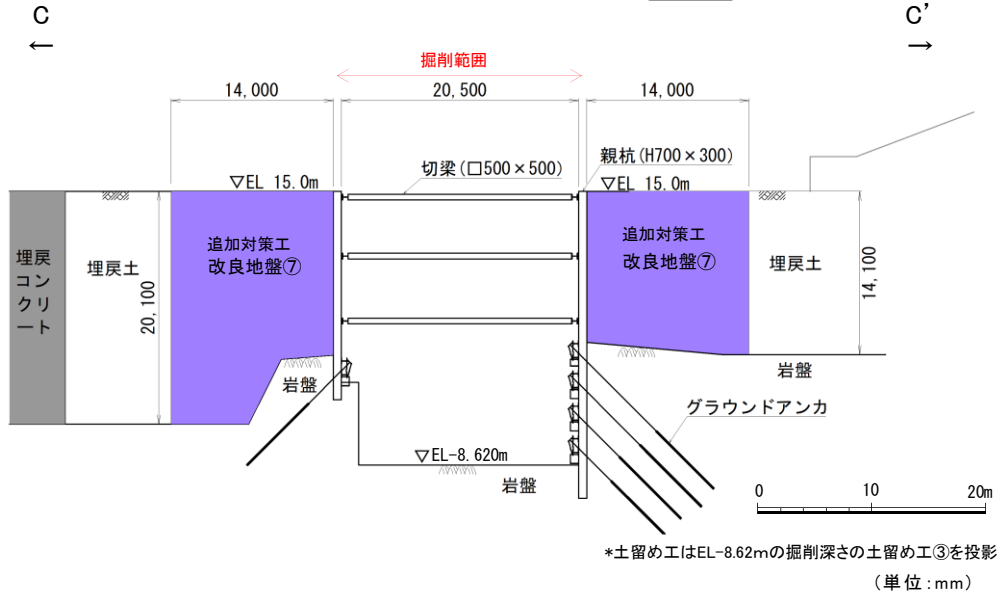 C
C’
←
→
掘削範囲
14,000
20,500
14,000
切梁(□500×500)
親杭(H700×300)
▽EL 15.0m
▽EL 15.0m
追加対策工
改良地盤⑦
追加対策工
改良地盤⑦
埋戻コンクリート
埋戻土
20,100
埋戻土
14,100
岩盤
岩盤
グラウンドアンカ
▽EL-8.620m
岩盤
0
10
20m
*土留め工はEL-8.62mの掘削深さの土留め工③を投影
(単位:mm)